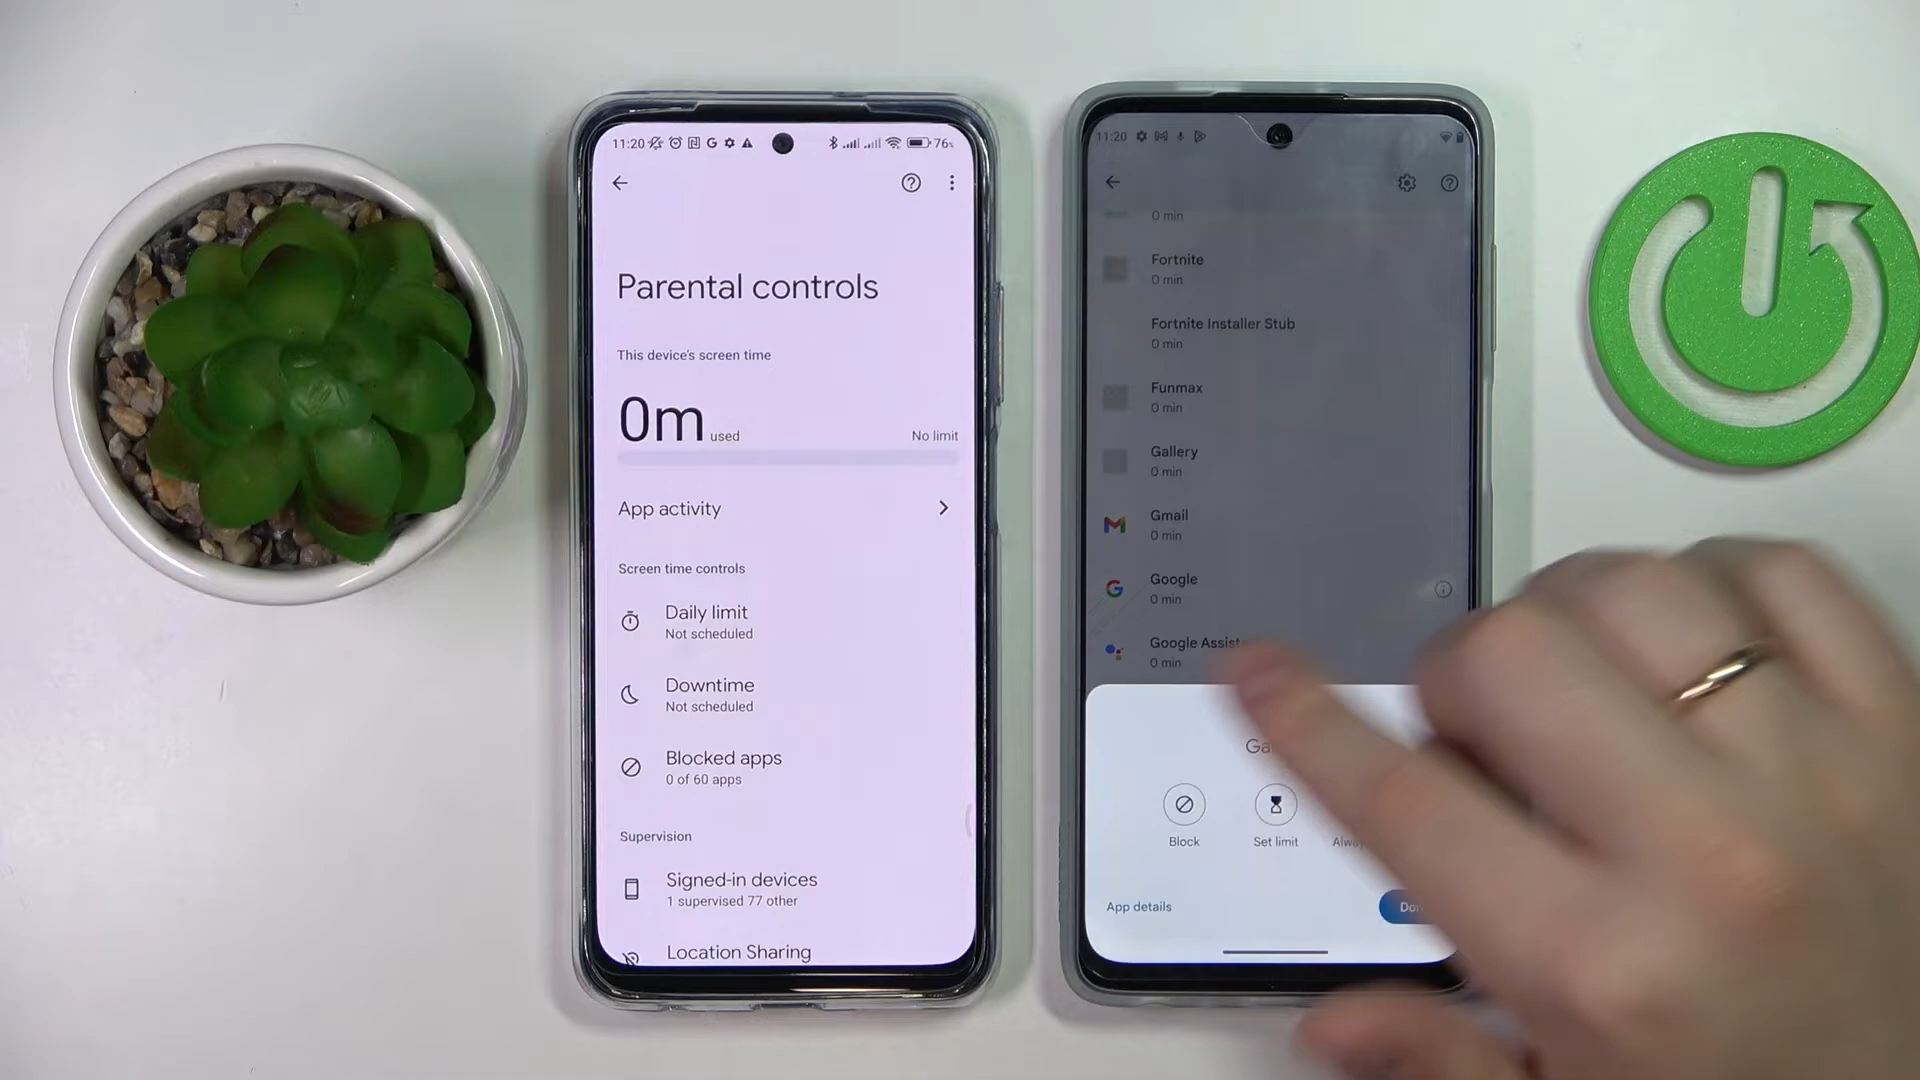 11:20
76%
Parental controls
This device's screen time
0m used
No limit
App activity
Screen time controls
Daily limit
Not scheduled
Downtime
Not scheduled
Blocked apps
0 of 60 apps
Supervision
Signed-in devices
1 supervised 77 other
Location Sharing
11:20
0 min
Fortnite
0 min
Fortnite Installer Stub
0 min
Funmax
0 min
Gallery
0 min
Gmail
0 min
Google
0 min
Google Assist
0 min
Ga
Block
Set limit
Alway
App details
Don